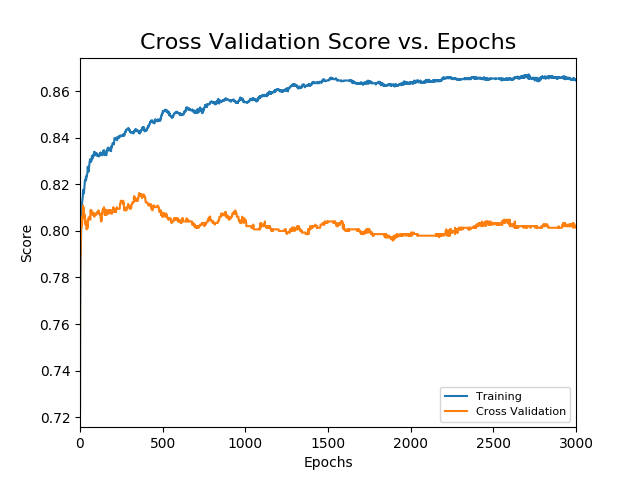 Cross Validation Score vs. Epochs
0.86
0.84
0.82
0.80
0.78
0.76
0.74
0.72
Score
Training
Cross Validation
0 500 1000 1500 2000 2500 3000
Epochs